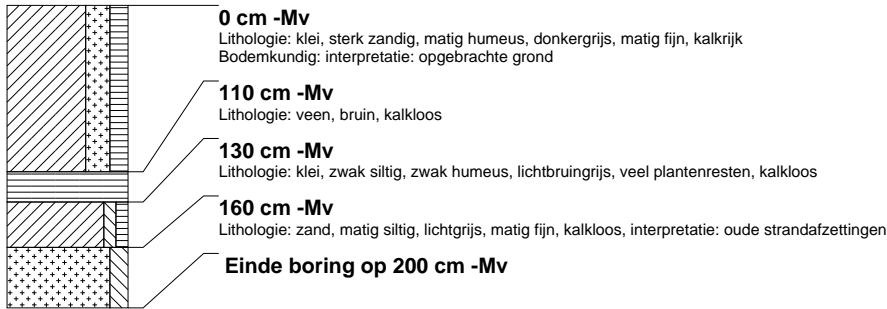 0 cm -Mv
Lithologie: klei, sterk zandig, matig humeus, donkergrijs, matig fijn, kalkrijk
Bodemkundig: interpretatie: opgebrachte grond
110 cm -Mv
Lithologie: veen, bruin, kalkloos
130 cm -Mv
Lithologie: klei, zwak siltig, zwak humeus, lichtbruingrijs, veel plantenresten, kalkloos
160 cm -Mv
Lithologie: zand, matig siltig, lichtgrijs, matig fijn, kalkloos, interpretatie: oude strandafzettingen
Einde boring op 200 cm -Mv